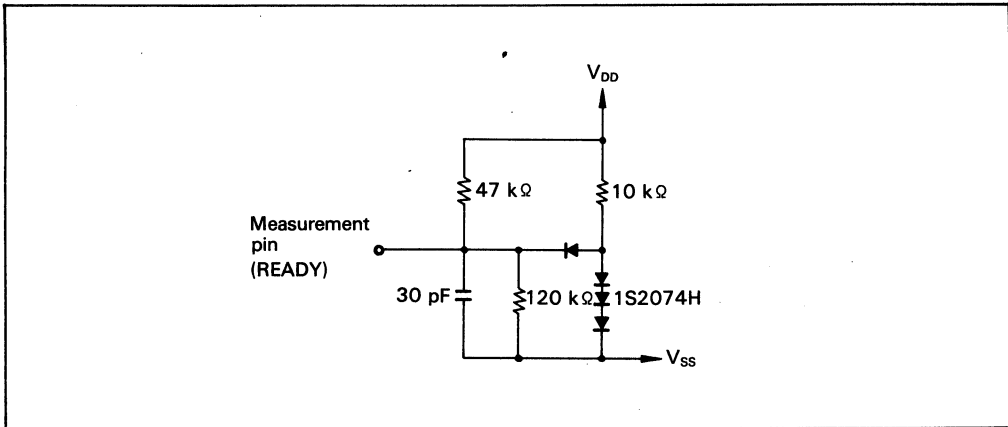 V_DD
47 kΩ
10 kΩ
Measurement
pin
(READY)
30 pF
120 kΩ
1S2074H
V_SS